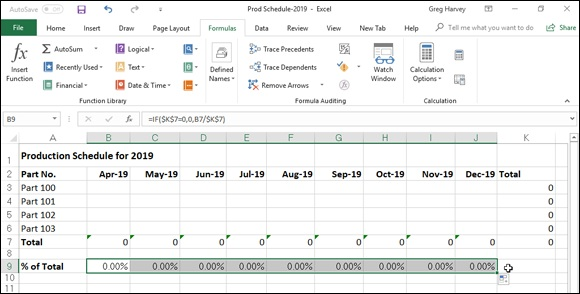 AutoSave Off Prod Schedule-2019 - Excel Greg Harvey
File Home Insert Draw Page Layout Formulas Data Review View New Tab Help Power Pivot Tell me what you want to do
fx Σ AutoSum Logical Trace Precedents
Insert Function Recently Used Text Defined Names Trace Dependents Watch Window Calculation Options
Financial Date & Time Remove Arrows
Function Library Formula Auditing Calculation
B9 fx =IF($K$7=0,0,B7/$K$7)
A B C D E F G H I J K
1 Production Schedule for 2019
2 Part No. Apr-19 May-19 Jun-19 Jul-19 Aug-19 Sep-19 Oct-19 Nov-19 Dec-19 Total
3 Part 100 0
4 Part 101 0
5 Part 102 0
6 Part 103 0
7 Total 0 0 0 0 0 0 0 0 0 0
8
9 % of Total 0.00% 0.00% 0.00% 0.00% 0.00% 0.00% 0.00% 0.00% 0.00%
10
11